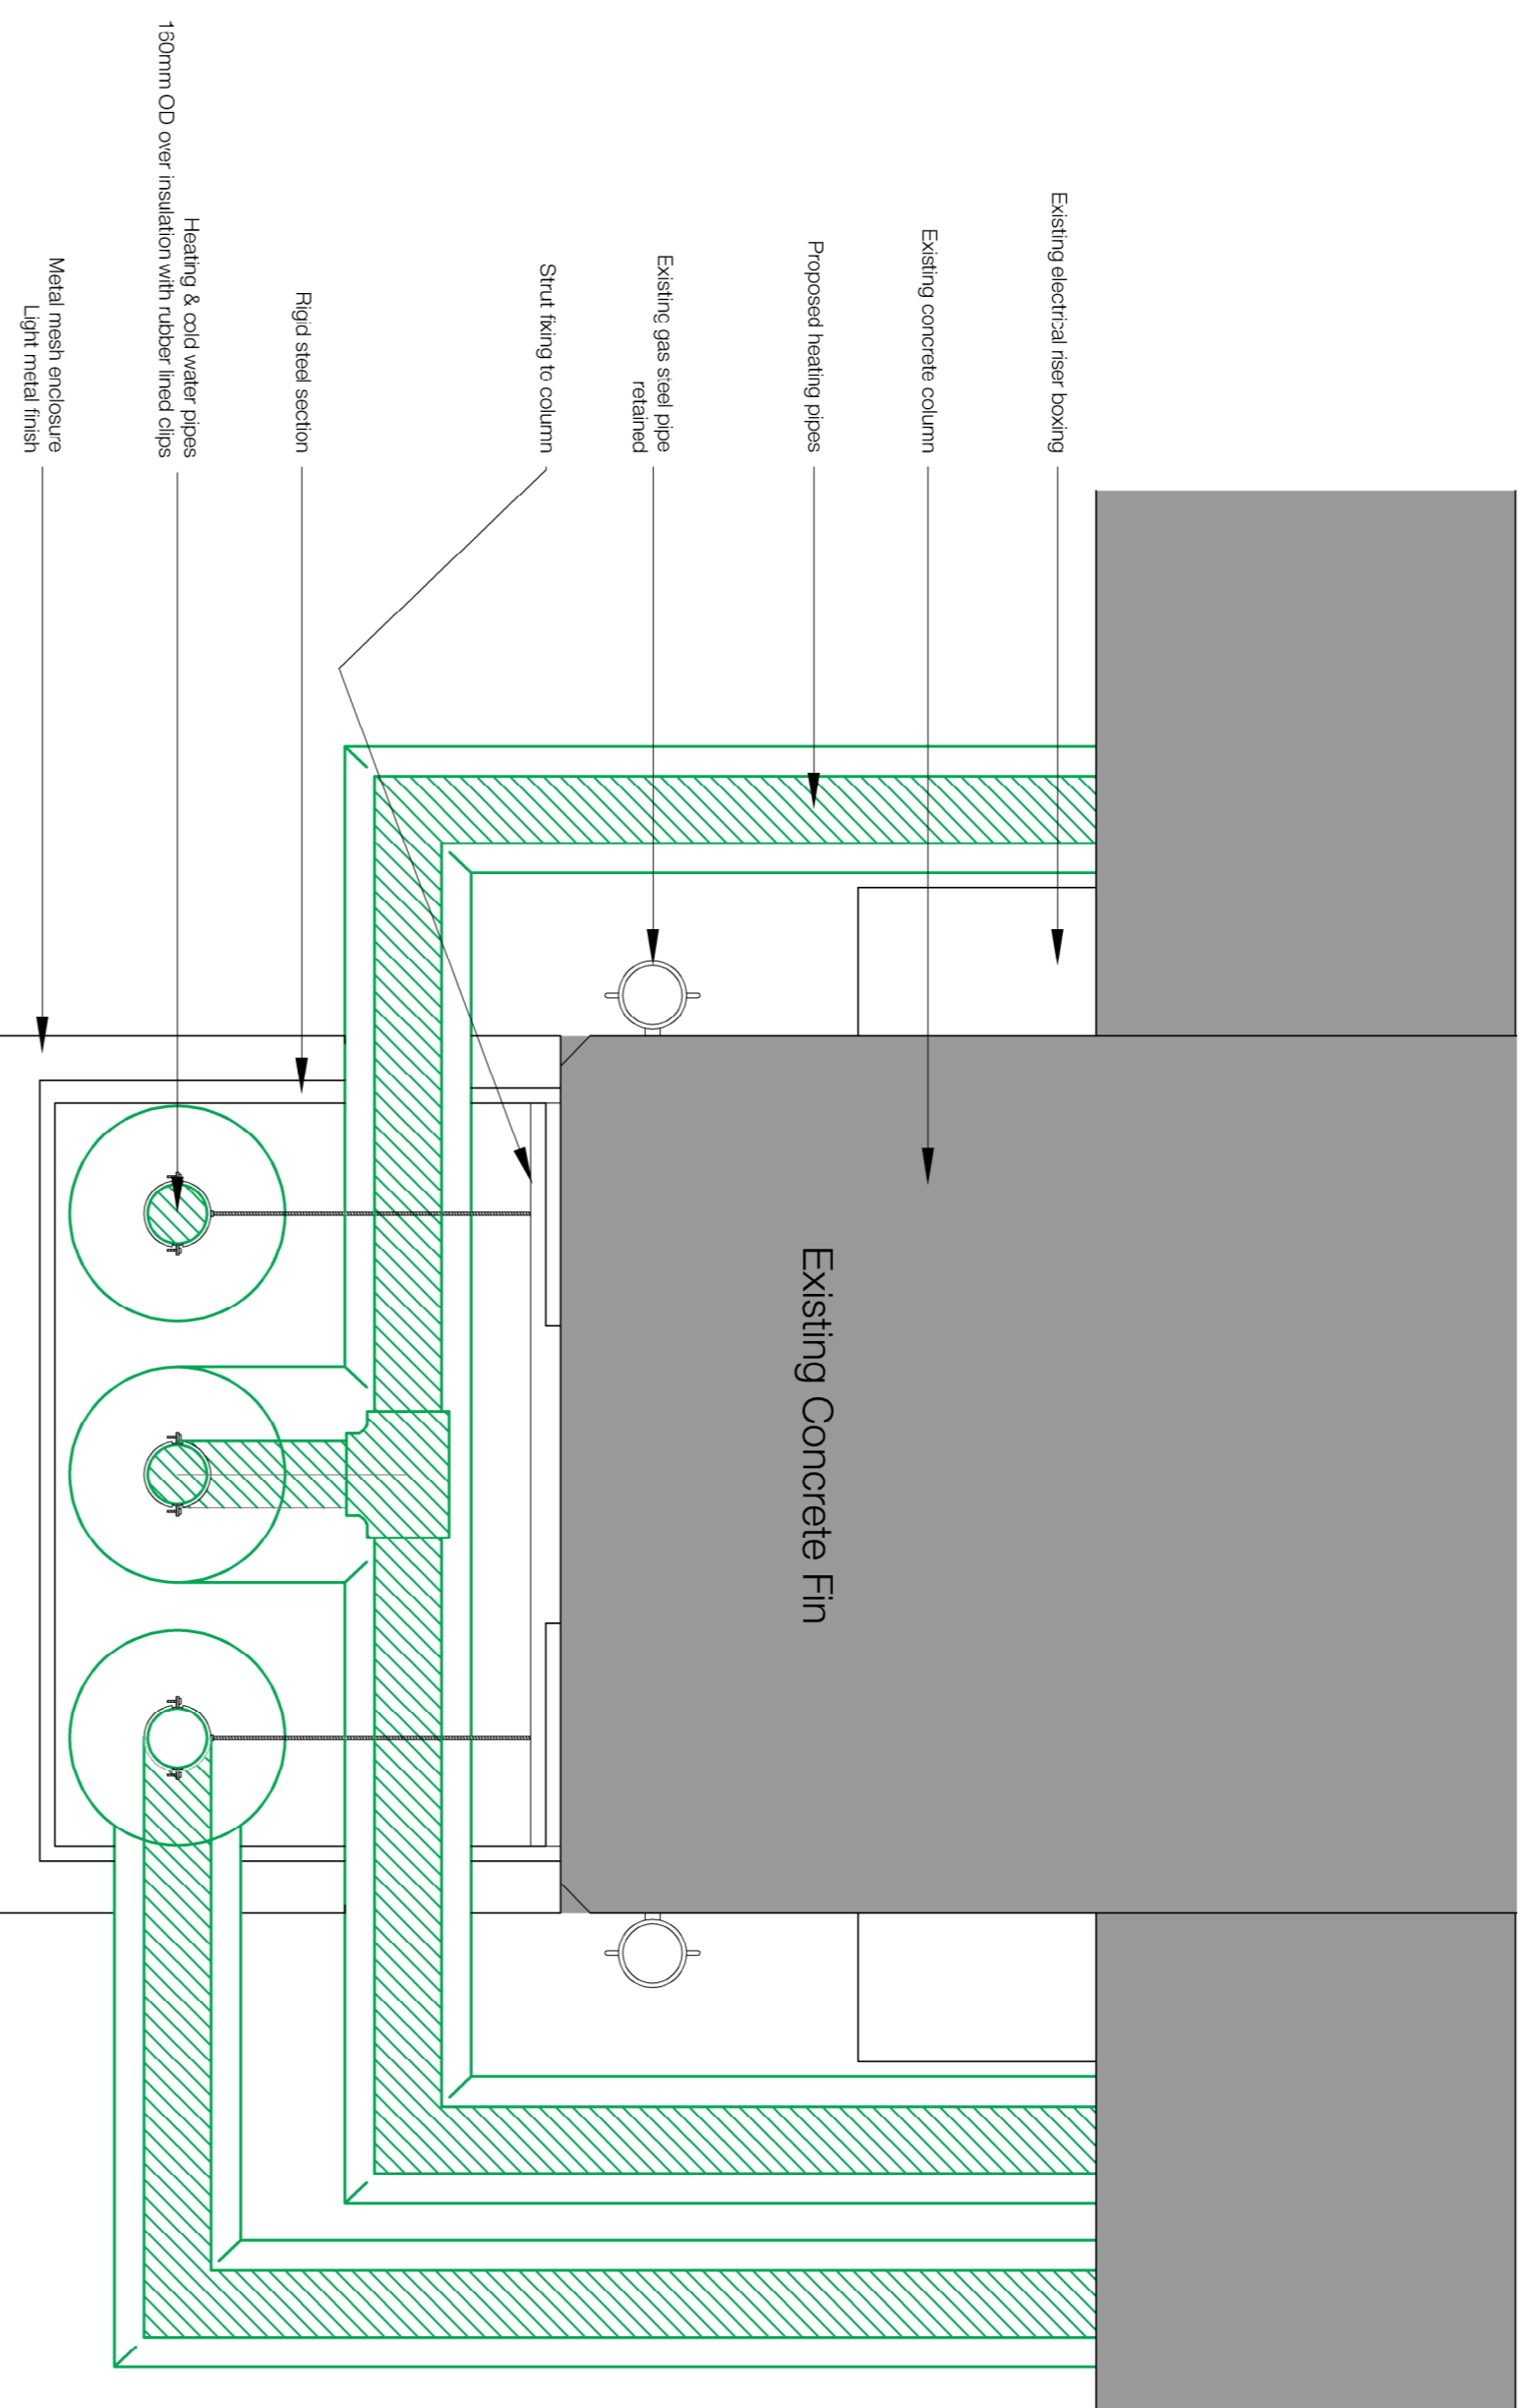 Existing electrical riser boxing
Existing concrete column
Proposed heating pipes
Existing gas steel pipe
retained
Strut fixing to column
Rigid steel section
Heating & cold water pipes
160mm OD over insulation with rubber lined clips
Metal mesh enclosure
Light metal finish
Existing Concrete Fin